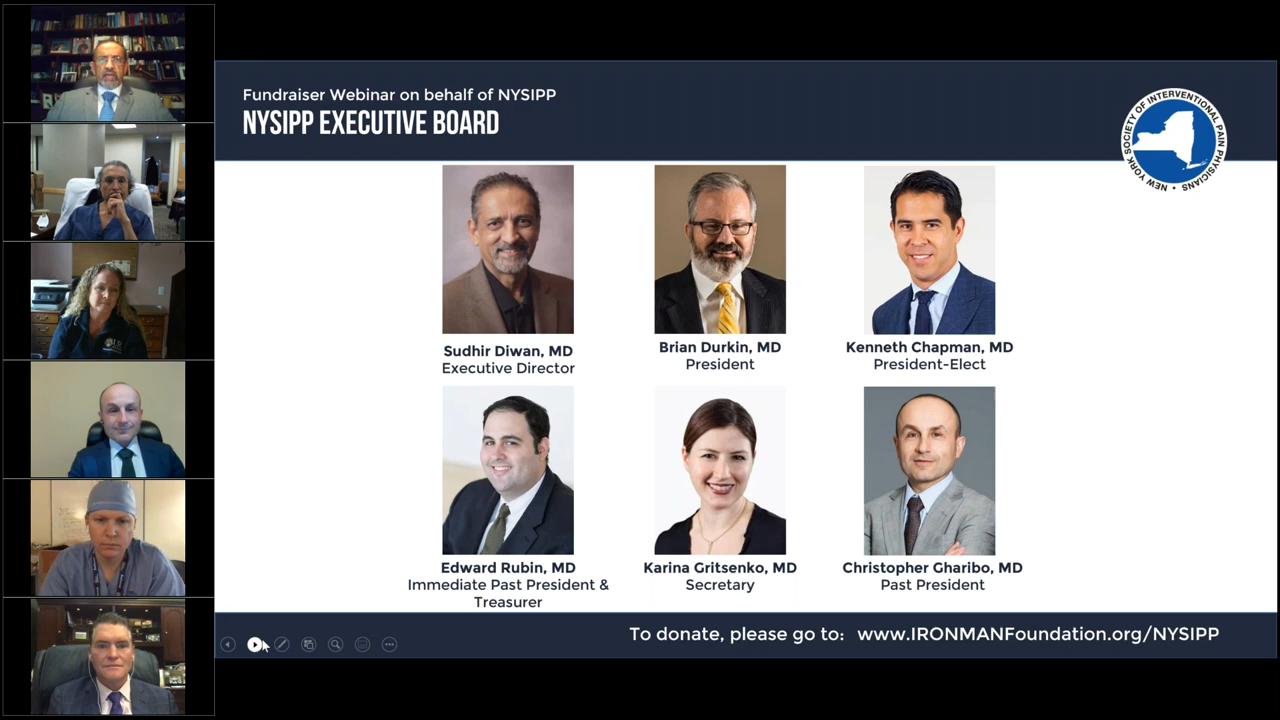 Fundraiser Webinar on behalf of NYSIPP
NYSIPP EXECUTIVE BOARD
NEW YORK SOCIETY OF INTERVENTIONAL PAIN PHYSICIANS •
Sudhir Diwan, MD
Executive Director
Brian Durkin, MD
President
Kenneth Chapman, MD
President-Elect
Edward Rubin, MD
Immediate Past President &
Treasurer
Karina Gritsenko, MD
Secretary
Christopher Gharibo, MD
Past President
To donate, please go to: www.IRONMANFoundation.org/NYSIPP